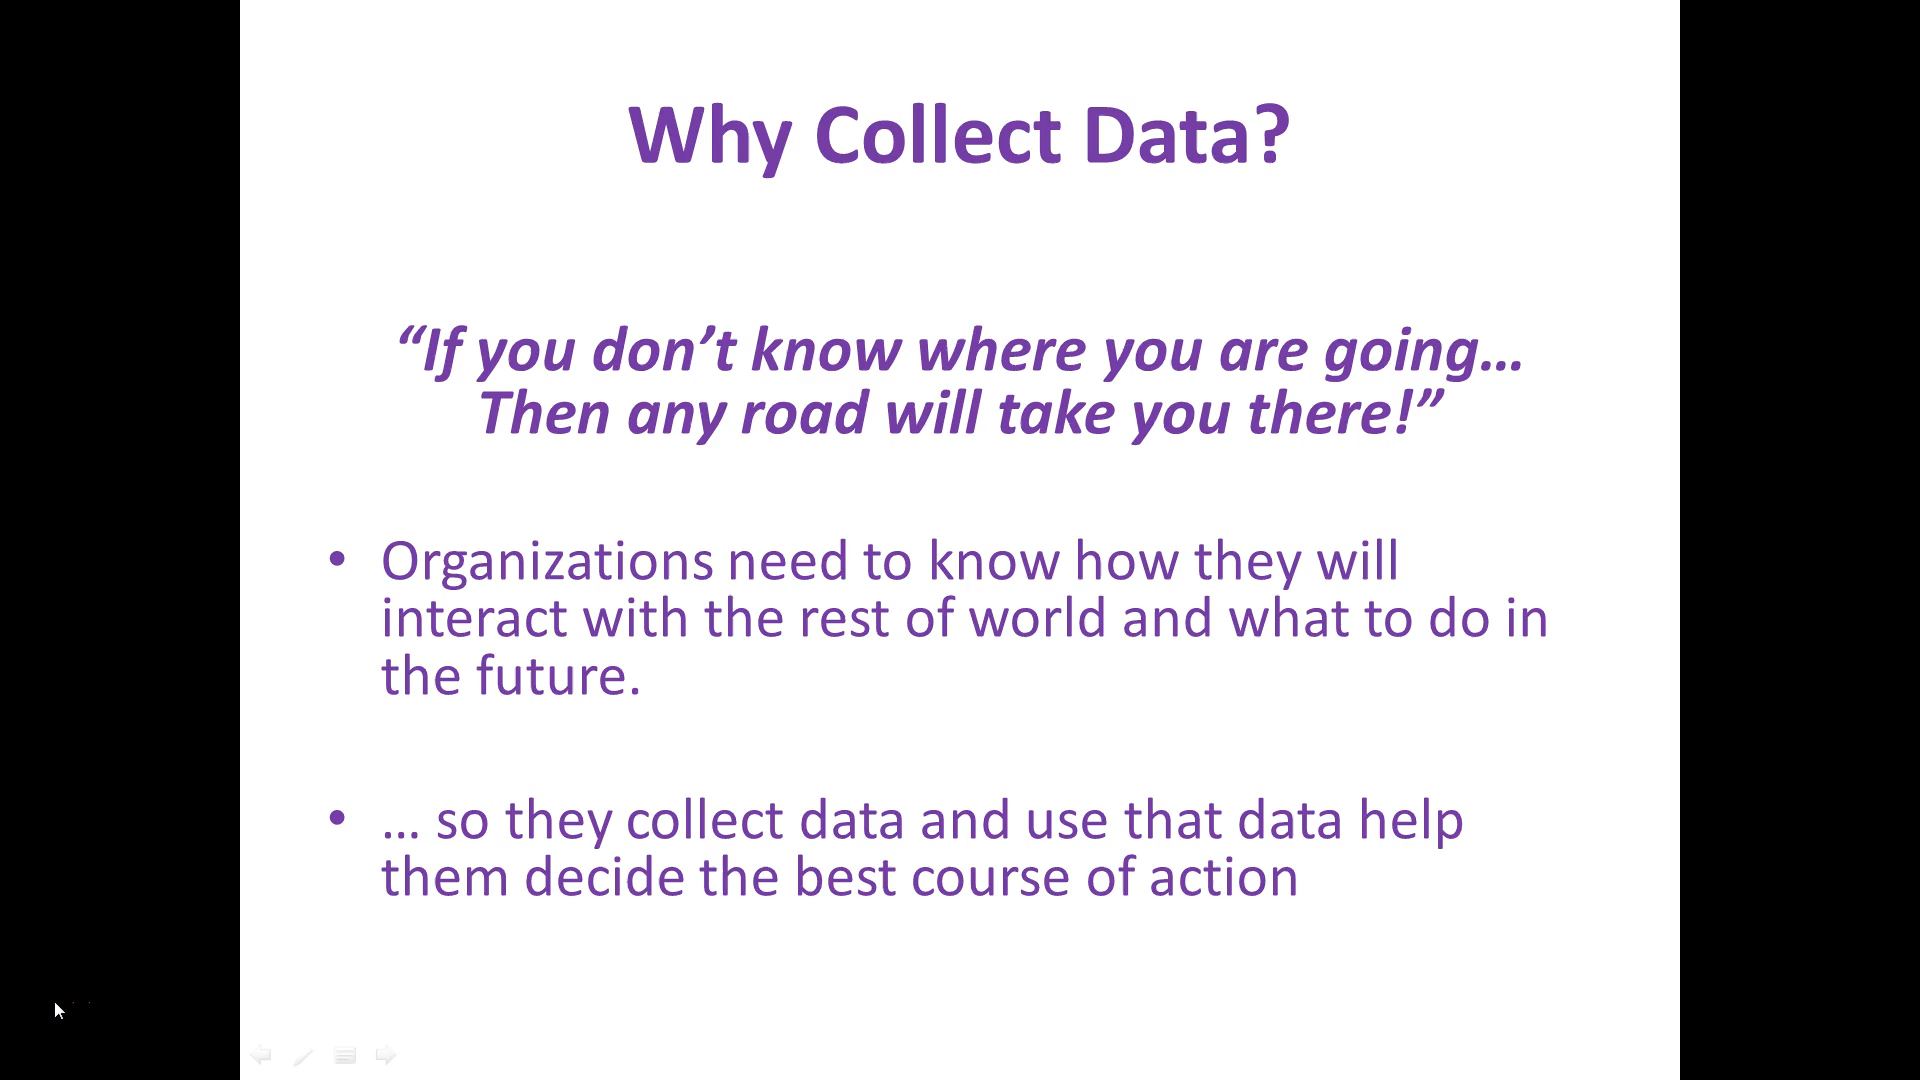 Why Collect Data?
“If you don’t know where you are going…
Then any road will take you there!”
• Organizations need to know how they will
interact with the rest of world and what to do in
the future.
• … so they collect data and use that data help
them decide the best course of action